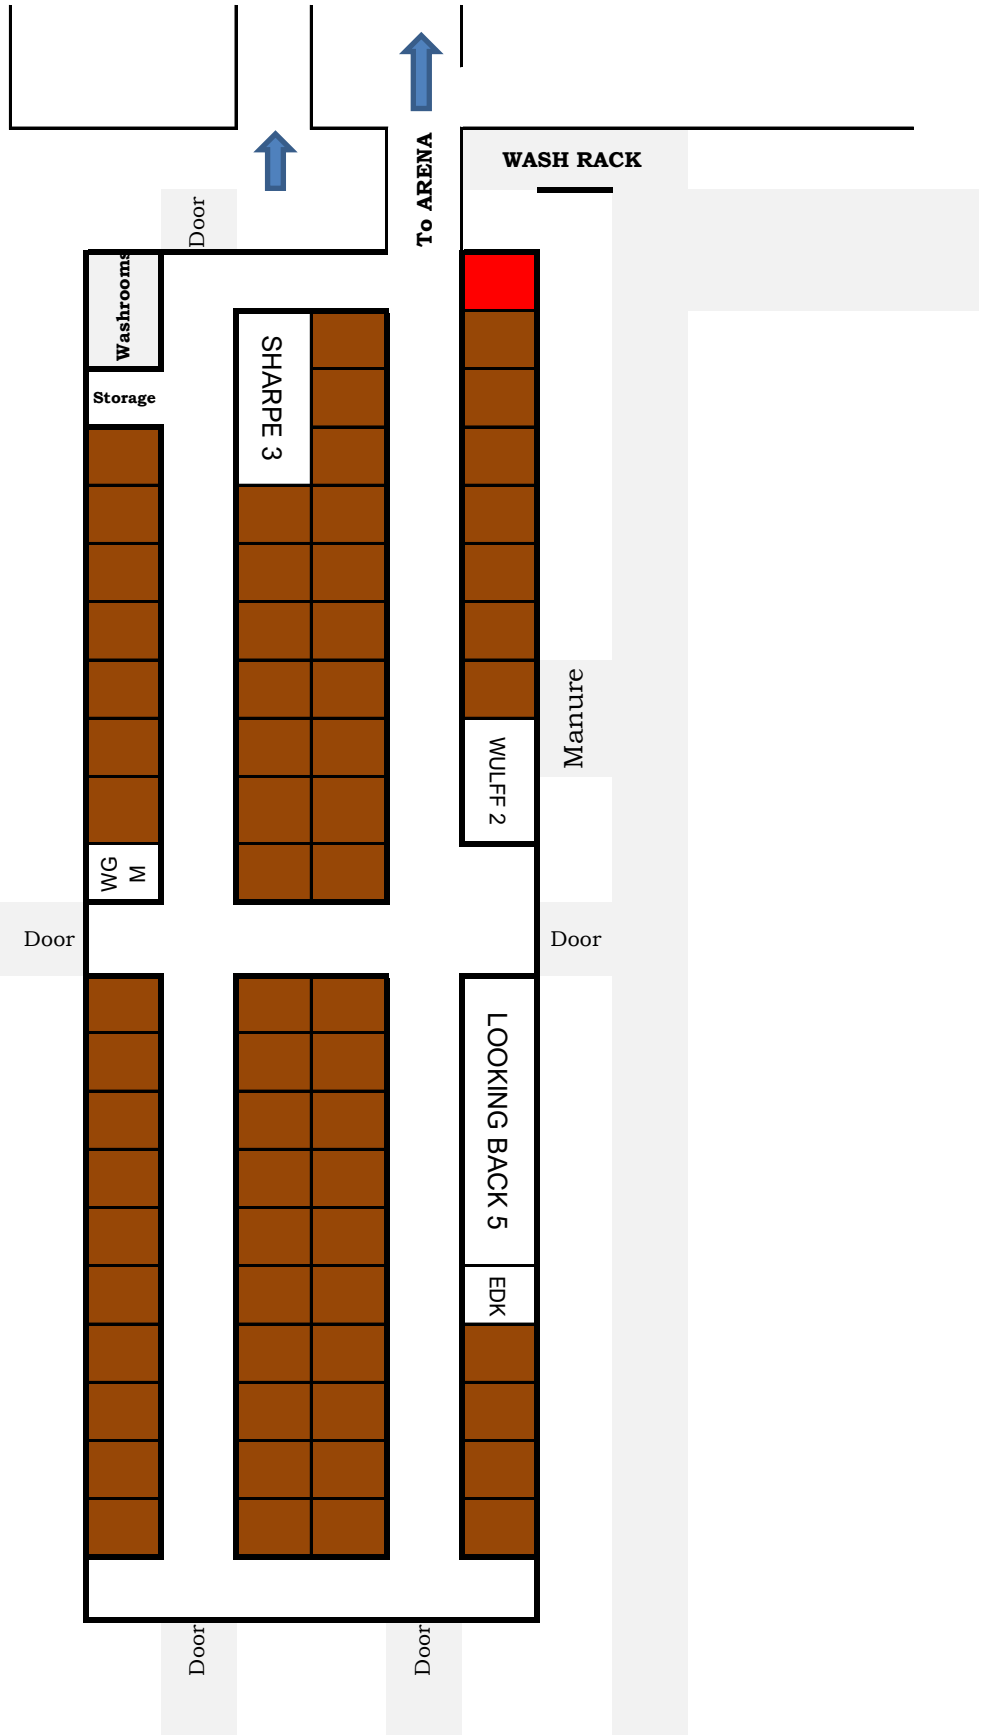 To ARENA
WASH RACK
Door
Washrooms
SHARPE 3
Storage
Manure
WULFF 2
WG
M
Door
Door
LOOKING BACK 5
EDK
Door
Door